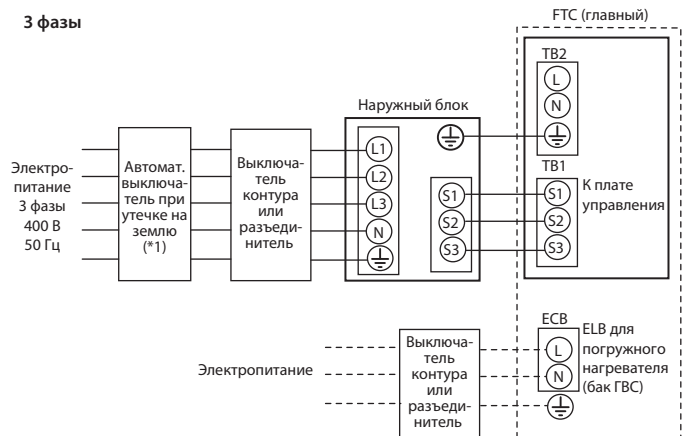 3 фазы
FTC (главный)
TB2
L
N
Наружный блок
TB1
Электро-
питание
3 фазы
400 В
50 Гц
Автомат.
выключа-
тель при
утечке на
землю
(*1)
Выключа-
тель
контура
или
разъеди-
нитель
L1
L2
L3
N
S1
S2
S3
S1
S2
S3
К плате
управления
Электропитание
Выключа-
тель
контура
или
разъеди-
нитель
ECB
L
N
ELB для
погружного
нагревателя
(бак ГВС)